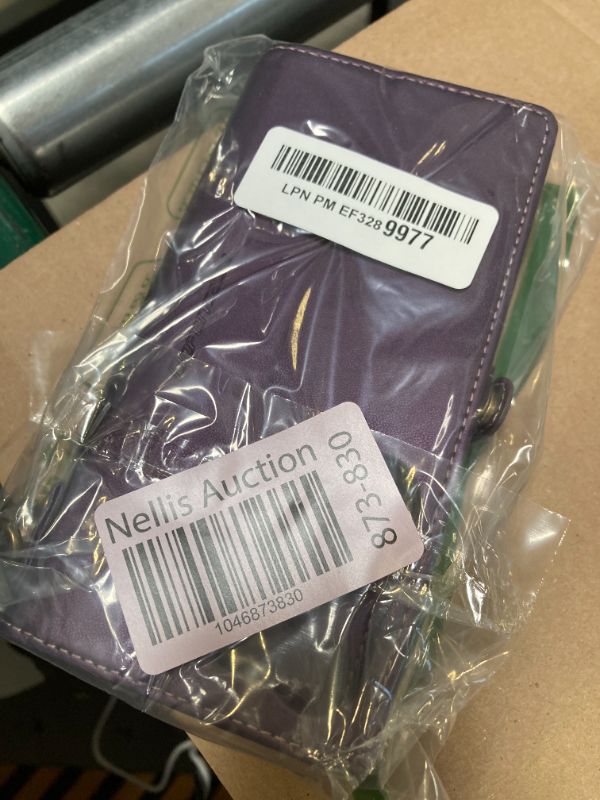 LPN PM EF328 9977
Nellis Auction
873-830
1046873830